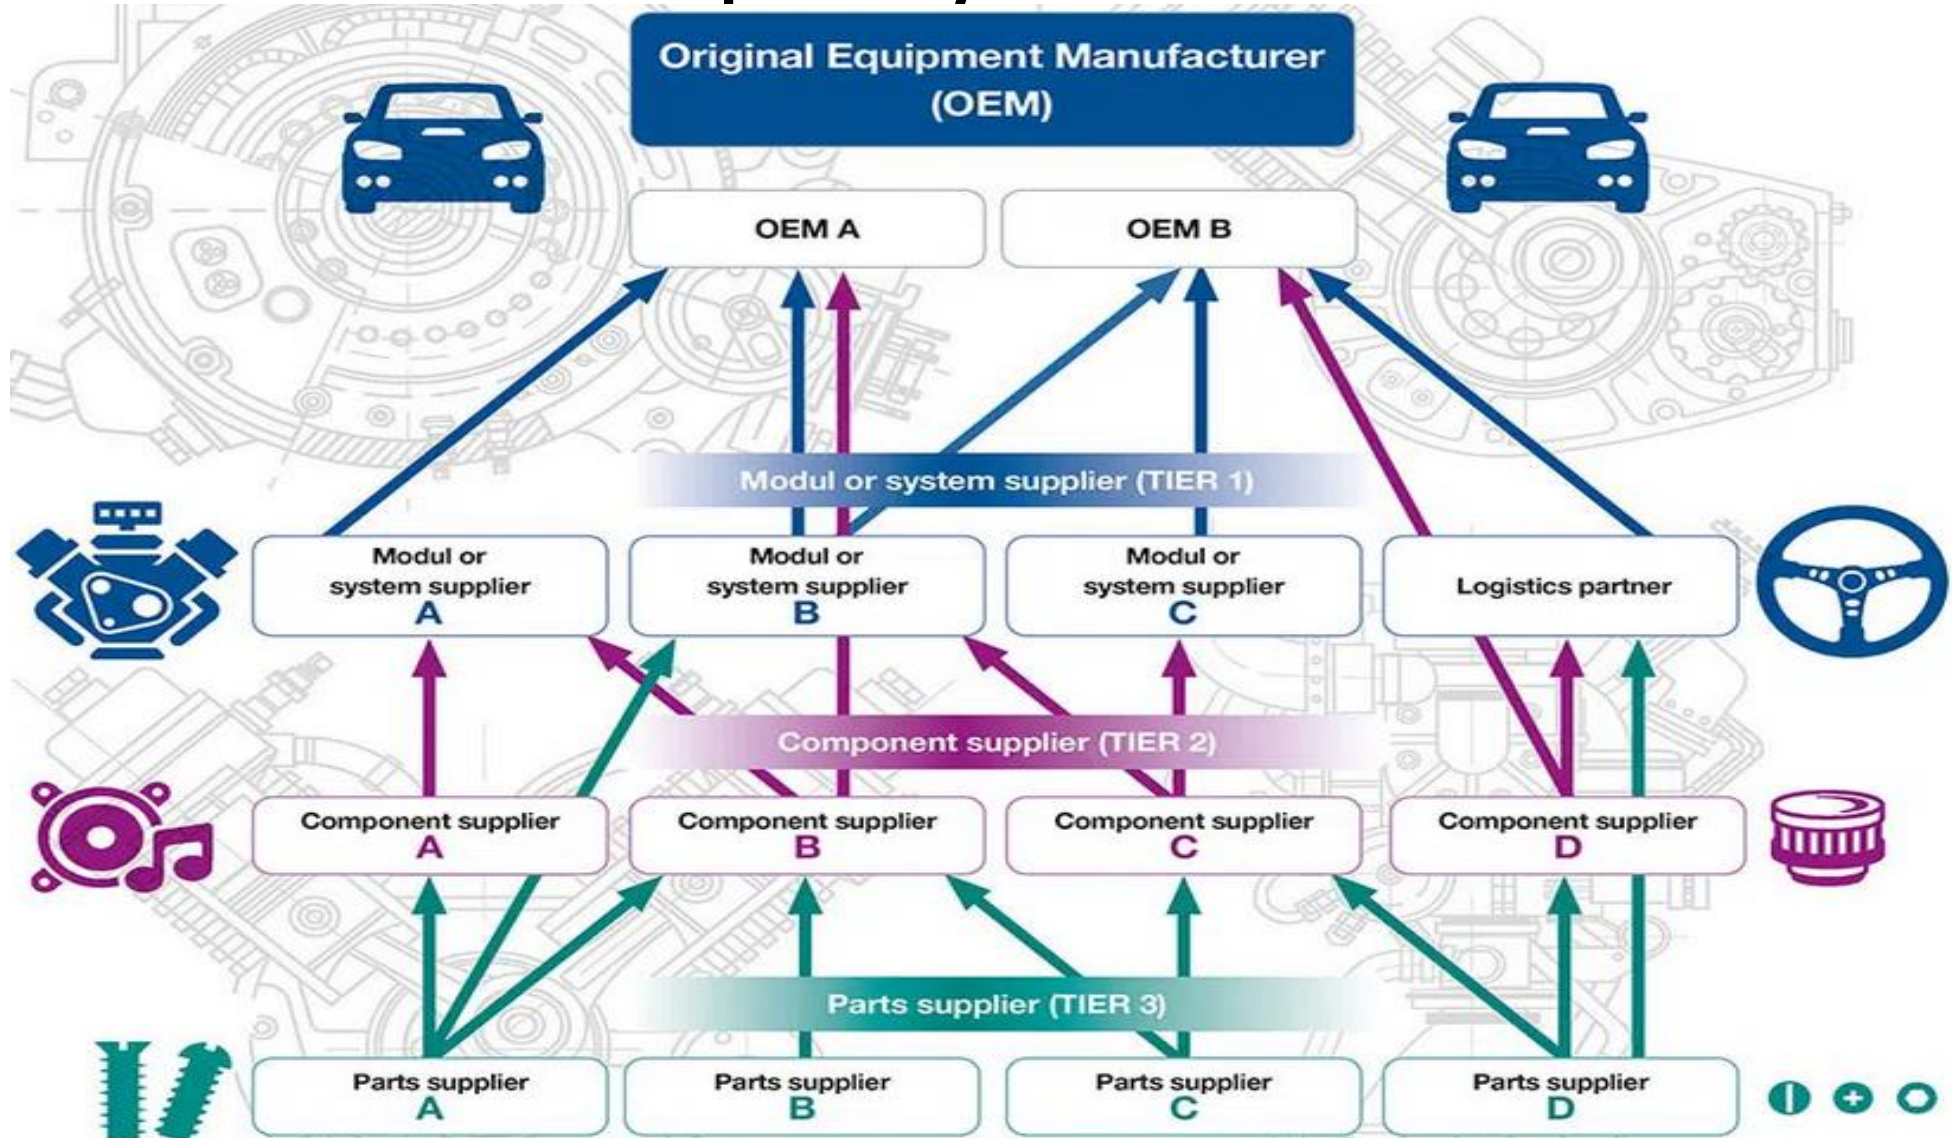 Original Equipment Manufacturer
(OEM)
OEM A
OEM B
Modul or system supplier (TIER 1)
Modul or
system supplier
A
Modul or
system supplier
B
Modul or
system supplier
C
Logistics partner
Component supplier (TIER 2)
Component supplier
A
Component supplier
B
Component supplier
C
Component supplier
D
Parts supplier (TIER 3)
Parts supplier
A
Parts supplier
B
Parts supplier
C
Parts supplier
D